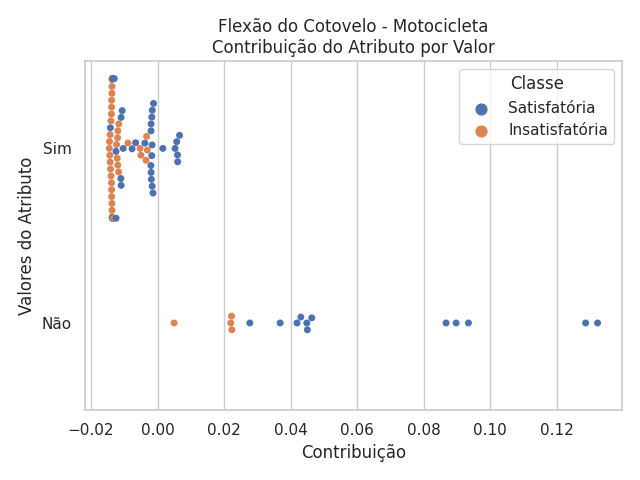 Flexão do Cotovelo - Motocicleta
Contribuição do Atributo por Valor
Classe
Satisfatória
Insatisfatória
Valores do Atributo
Sim
Não
−0.02 0.00 0.02 0.04 0.06 0.08 0.10 0.12
Contribuição